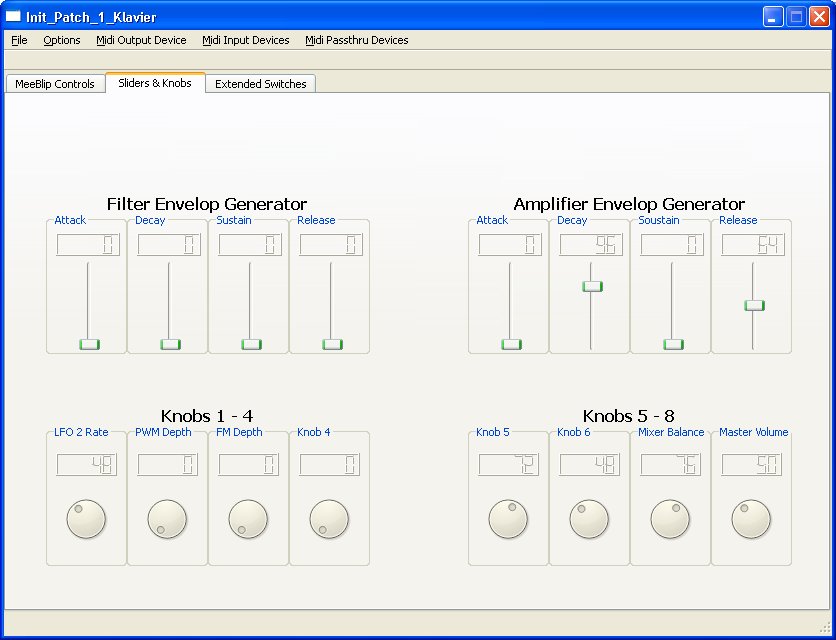 Init_Patch_1_Klavier
File Options Midi Output Device Midi Input Devices Midi Passthru Devices
MeeBlip Controls Sliders & Knobs Extended Switches
Filter Envelop Generator Amplifier Envelop Generator
Attack Decay Sustain Release Attack Decay Soustain Release
0 0 0 0 0 96 0 64
Knobs 1 - 4 Knobs 5 - 8
LFO 2 Rate PWM Depth FM Depth Knob 4 Knob 5 Knob 6 Mixer Balance Master Volume
48 0 0 0 72 48 76 50